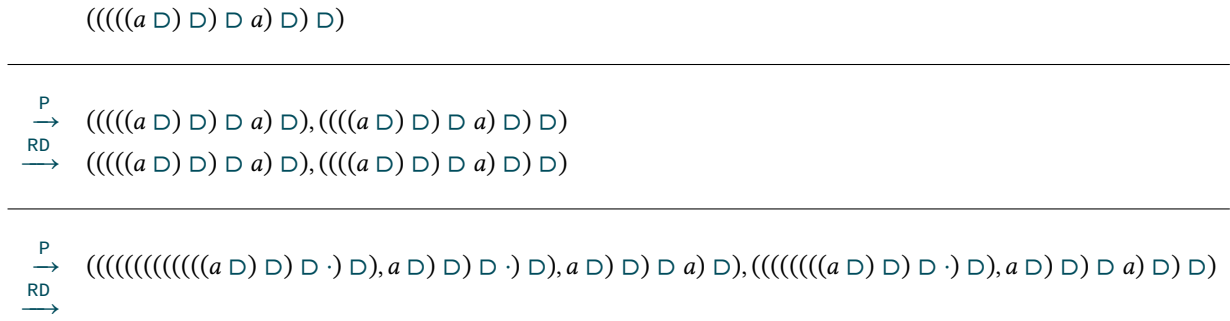 (((((a ⊃) ⊃) ⊃ a) ⊃) ⊃)
P
→ (((((a ⊃) ⊃) ⊃ a) ⊃), ((((a ⊃) ⊃) ⊃ a) ⊃) ⊃)
RD
⟶ (((((a ⊃) ⊃) ⊃ a) ⊃), ((((a ⊃) ⊃) ⊃ a) ⊃) ⊃)
P
→ (((((((((((((a ⊃) ⊃) ⊃ ·) ⊃), a ⊃) ⊃) ⊃ ·) ⊃), a ⊃) ⊃) ⊃ a) ⊃), ((((((((a ⊃) ⊃) ⊃ ·) ⊃), a ⊃) ⊃) ⊃ a) ⊃) ⊃)
RD
⟶